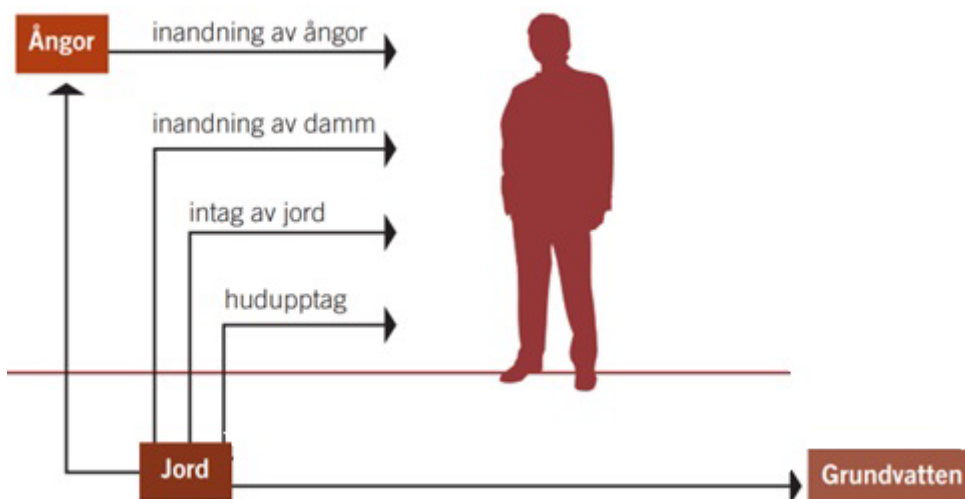 Ångor
inandning av ångor
inandning av damm
intag av jord
hudupptag
Jord
Grundvatten